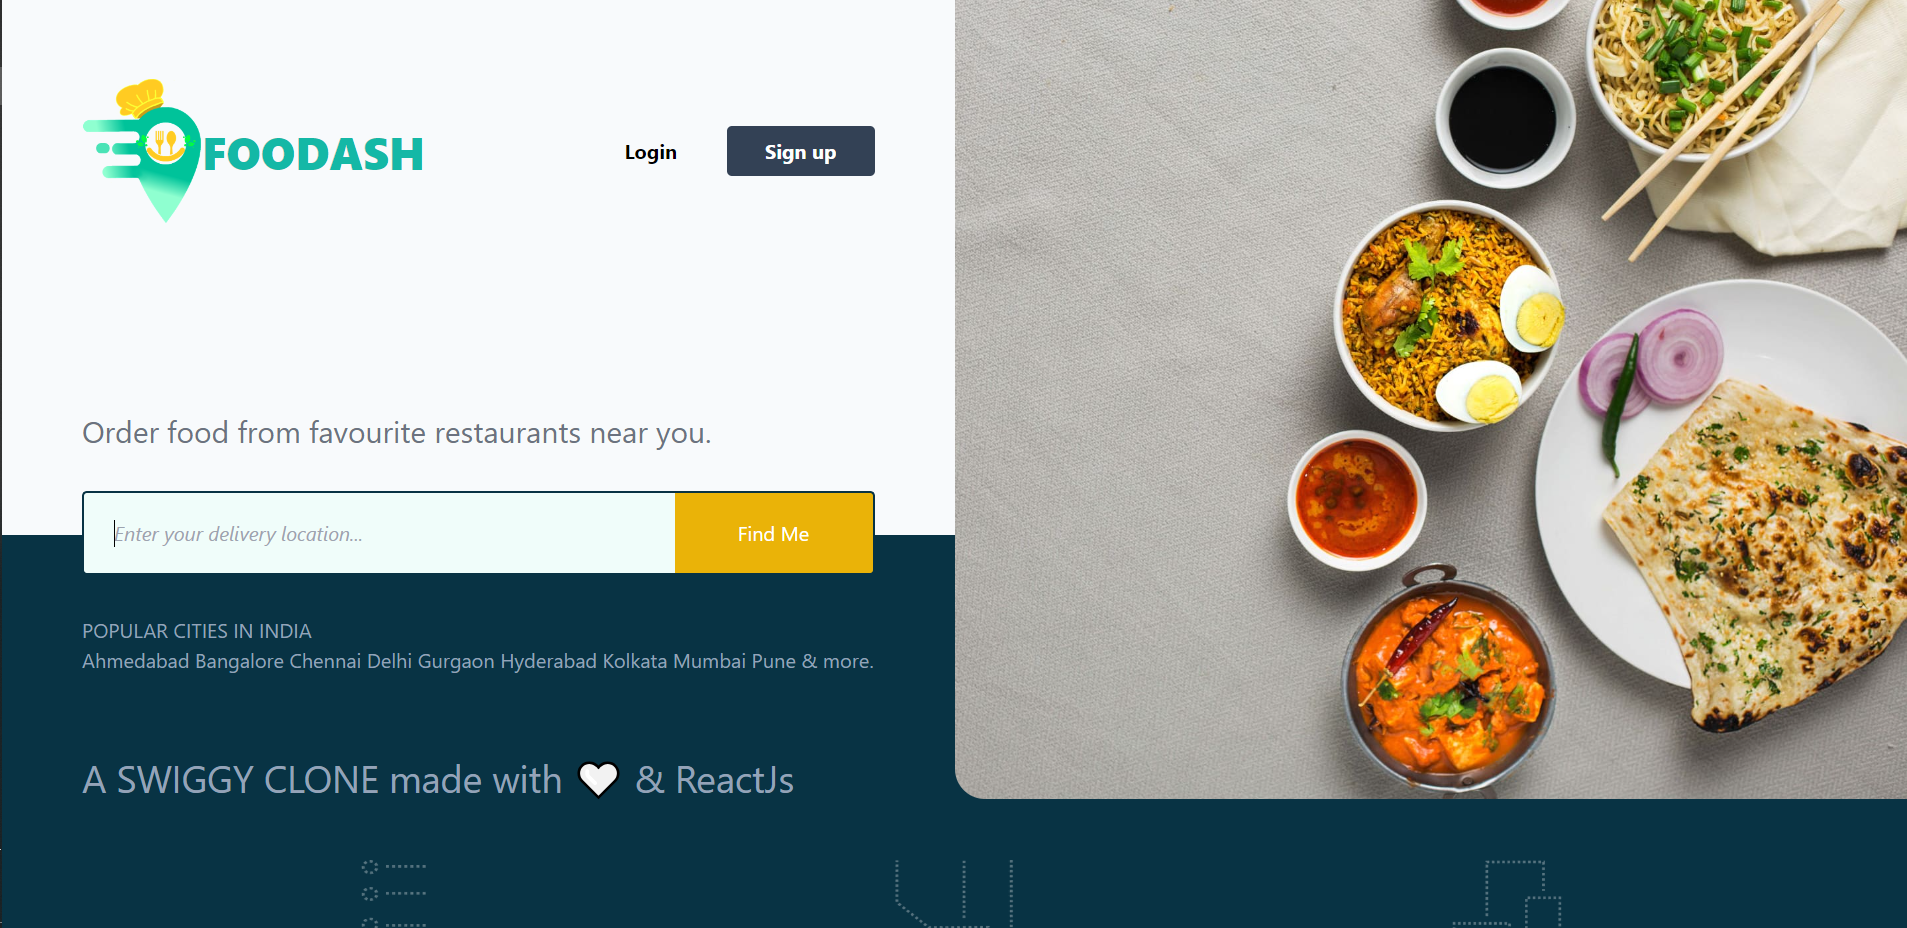 FOODASH
Login
Sign up
Order food from favourite restaurants near you.
Enter your delivery location...
Find Me
POPULAR CITIES IN INDIA
Ahmedabad Bangalore Chennai Delhi Gurgaon Hyderabad Kolkata Mumbai Pune & more.
A SWIGGY CLONE made with 🤍 & ReactJs